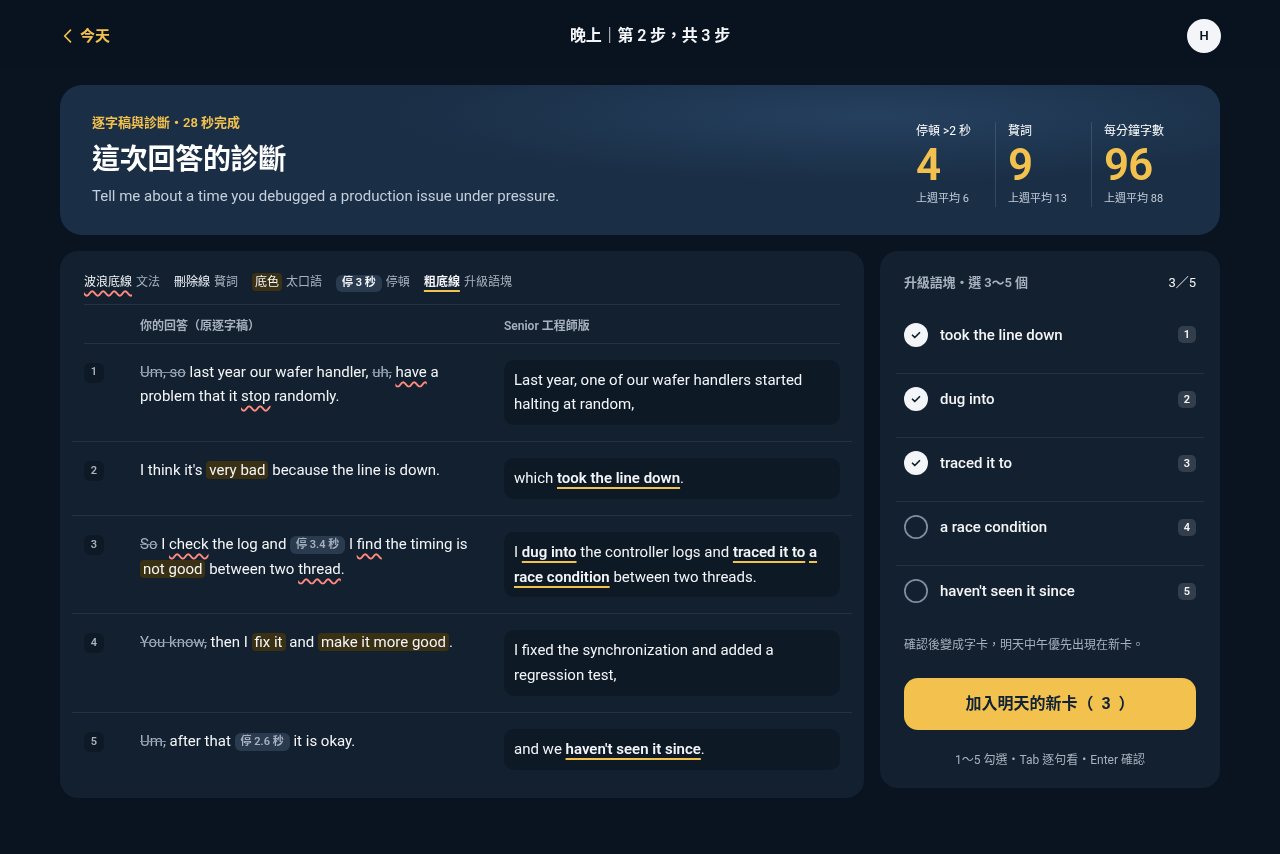 今天
晚上｜第 2 步，共 3 步
H
逐字稿與診斷・28 秒完成
這次回答的診斷
Tell me about a time you debugged a production issue under pressure.
停頓 >2 秒
4
上週平均 6
贅詞
9
上週平均 13
每分鐘字數
96
上週平均 88
波浪底線 文法 刪除線 贅詞 底色 太口語 停 3 秒 停頓 粗底線 升級語塊
你的回答（原逐字稿）
Senior 工程師版
1
Um, so last year our wafer handler, uh, have a
problem that it stop randomly.
Last year, one of our wafer handlers started
halting at random,
2
I think it's very bad because the line is down.
which took the line down.
3
So I check the log and 停 3.4 秒 I find the timing is
not good between two thread.
I dug into the controller logs and traced it to a
race condition between two threads.
4
You know, then I fix it and make it more good.
I fixed the synchronization and added a
regression test,
5
Um, after that 停 2.6 秒 it is okay.
and we haven't seen it since.
升級語塊・選 3～5 個
3／5
took the line down 1
dug into 2
traced it to 3
a race condition 4
haven't seen it since 5
確認後變成字卡，明天中午優先出現在新卡。
加入明天的新卡（ 3 ）
1～5 勾選・Tab 逐句看・Enter 確認